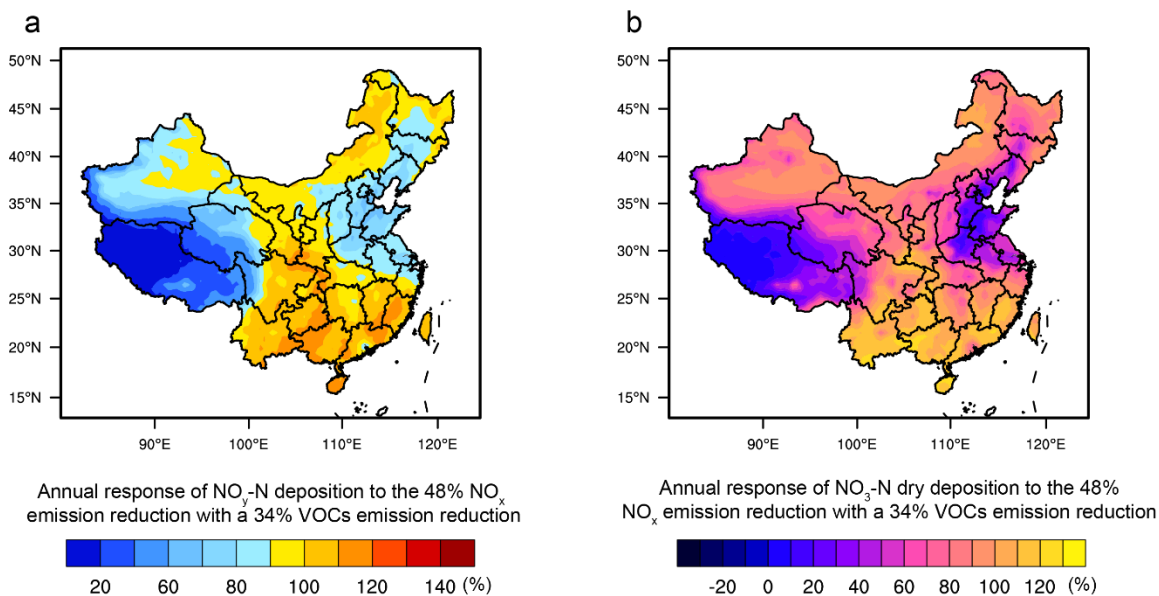 a
b
50°N
45°N
40°N
35°N
30°N
25°N
20°N
15°N
90°E 100°E 110°E 120°E
50°N
45°N
40°N
35°N
30°N
25°N
20°N
15°N
90°E 100°E 110°E 120°E
Annual response of NOy-N deposition to the 48% NOx
emission reduction with a 34% VOCs emission reduction
20 60 80 100 120 140 (%)
Annual response of NO3-N dry deposition to the 48%
NOx emission reduction with a 34% VOCs emission reduction
-20 0 20 40 60 80 100 120 (%)